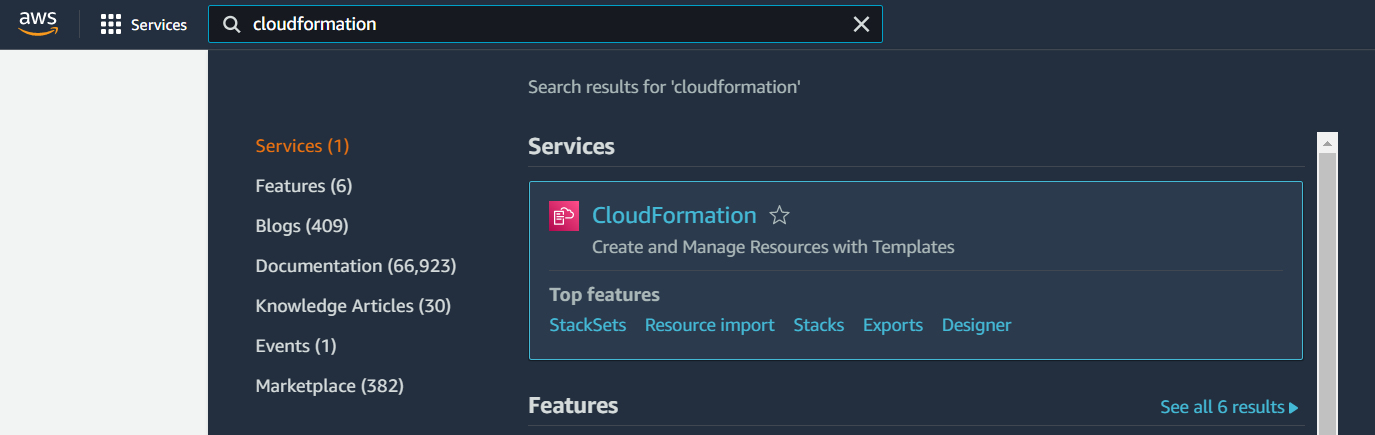 aws
Services
cloudformation
Search results for 'cloudformation'
Services (1)
Features (6)
Blogs (409)
Documentation (66,923)
Knowledge Articles (30)
Events (1)
Marketplace (382)
Services
CloudFormation
Create and Manage Resources with Templates
Top features
StackSets Resource import Stacks Exports Designer
Features
See all 6 results